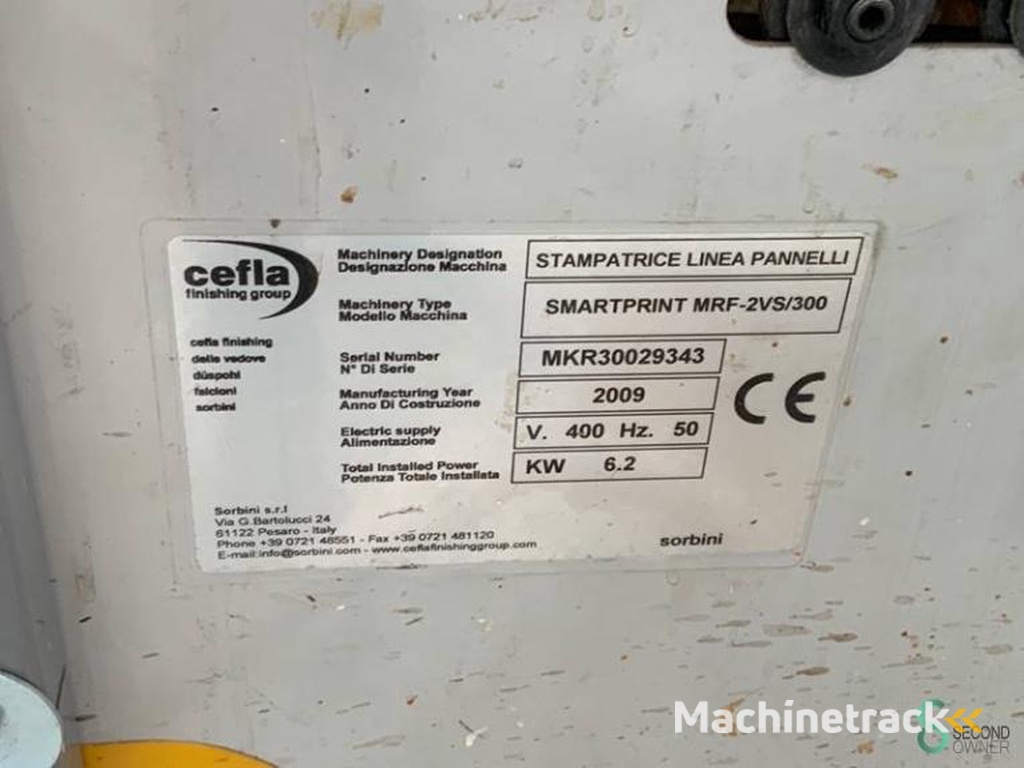 cefla
finishing group
cefla finishing
delle vedove
düspohl
falcioni
sorbini
Machinery Designation
Designazione Macchina
STAMPATRICE LINEA PANNELLI
Machinery Type
Modello Macchina
SMARTPRINT MRF-2VS/300
Serial Number
N° Di Serie
MKR30029343
Manufacturing Year
Anno Di Costruzione
2009
Electric supply
Alimentazione
V. 400 Hz. 50
Total Installed Power
Potenza Totale Installata
KW 6.2
CE
Sorbini s.r.l
Via G.Bartolucci 24
61122 Pesaro - Italy
Phone +39 0721 48551 - Fax +39 0721 481120
E-mail:info@sorbini.com - www.ceflafinishinggroup.com
sorbini
Machinetrack
SECOND
OWNER